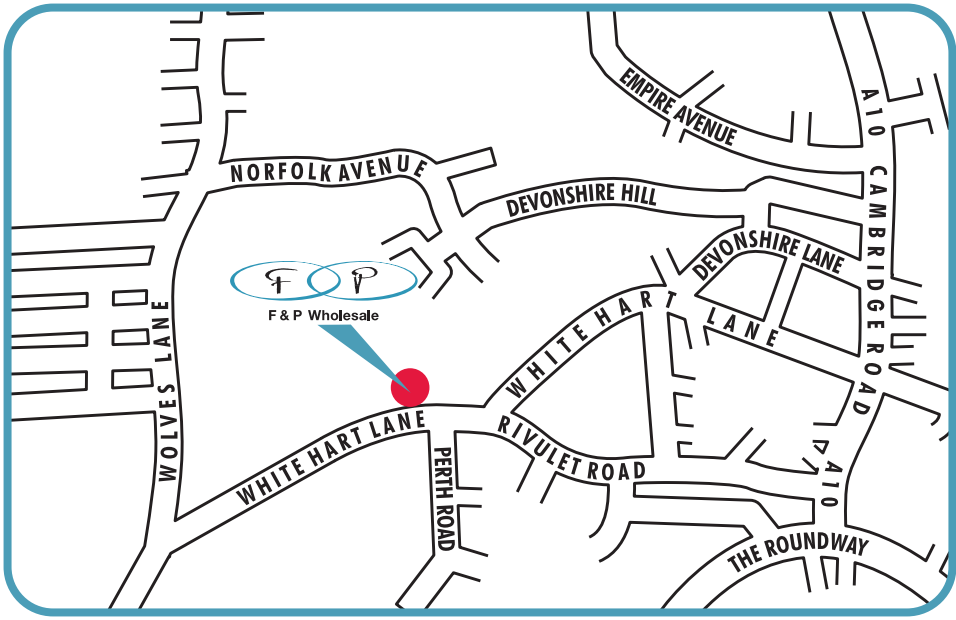 EMPIRE AVENUE
A10 CAMBRIDGE ROAD
NORFOLK AVENUE
DEVONSHIRE HILL
DEVONSHIRE LANE
F P
F & P Wholesale
WOLVES LANE
WHITE HART LANE
WHITE HART LANE
RIVULET ROAD
PERTH ROAD
A10
THE ROUNDWAY